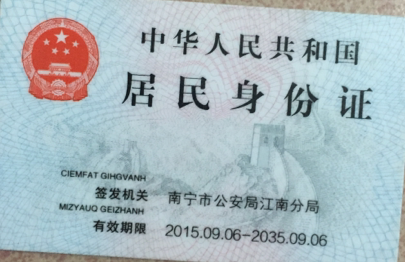 中华人民共和国
居民身份证
CIEMFAT GIHGVANH
签发机关 南宁市公安局江南分局
MIZYAUQ GEIZHANH
有效期限 2015.09.06-2035.09.06